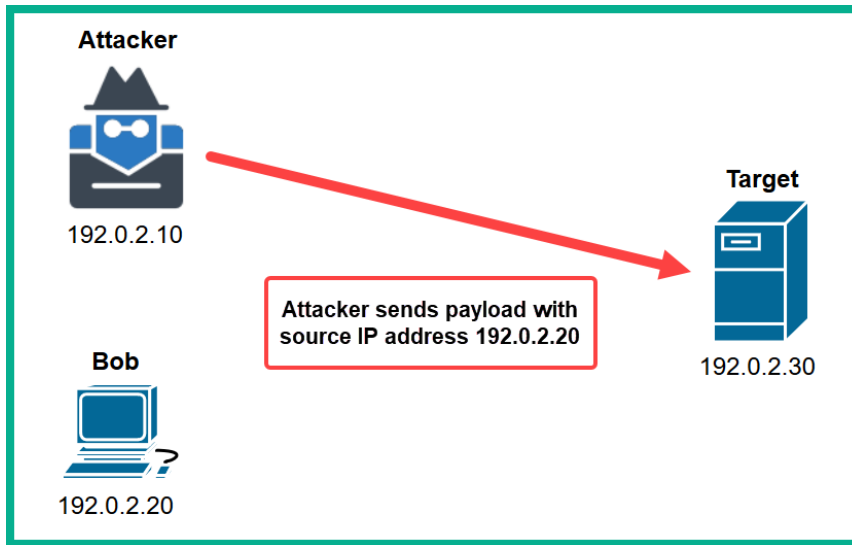 Attacker
192.0.2.10
Target
192.0.2.30
Attacker sends payload with
source IP address 192.0.2.20
Bob
192.0.2.20